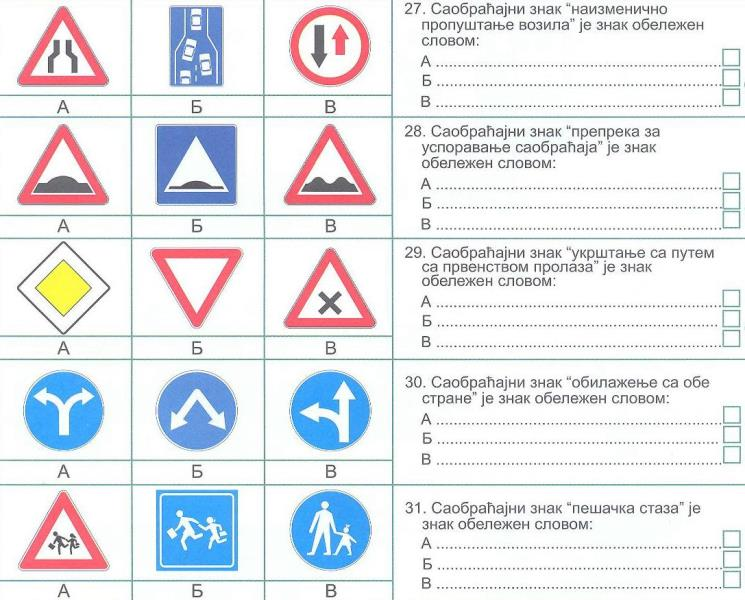 А
Б
В
27. Саобраћајни знак “наизменично
пропуштање возила” је знак обележен
словом:
А
Б
В
А
Б
В
28. Саобраћајни знак “препрека за
успоравање саобраћаја” је знак
обележен словом:
А
Б
В
А
Б
В
29. Саобраћајни знак “укрштање са путем
са првенством пролаза” је знак
обележен словом:
А
Б
В
А
Б
В
30. Саобраћајни знак “обилажење са обе
стране” је знак обележен словом:
А
Б
В
А
Б
В
31. Саобраћајни знак “пешачка стаза” је
знак обележен словом:
А
Б
В